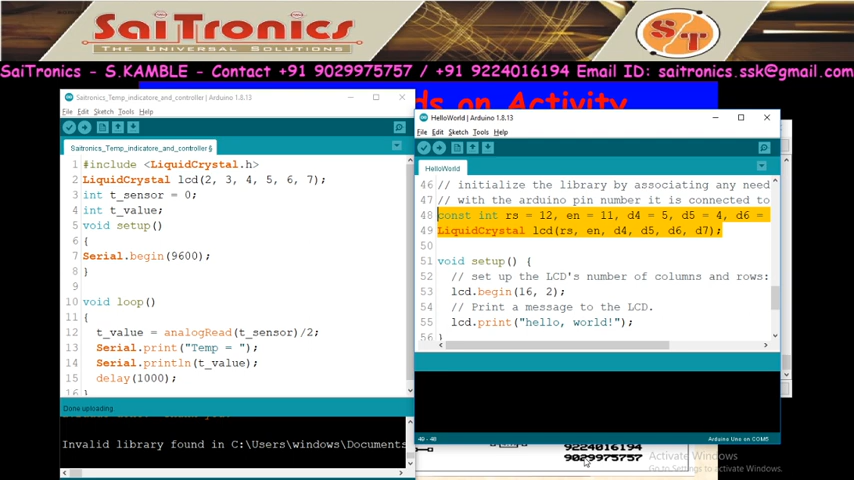 SaiTronics
THE UNIVERSAL SOLUTIONS
ST
SaiTronics - S.KAMBLE - Contact +91 9029975757 / +91 9224016194 Email ID: saitronics.ssk@gmail.com
ds on Activity
Saitronics_Temp_indicatore_and_controller | Arduino 1.8.13
File Edit Sketch Tools Help
Saitronics_Temp_indicatore_and_controller §
1 #include <LiquidCrystal.h>
2 LiquidCrystal lcd(2, 3, 4, 5, 6, 7);
3 int t_sensor = 0;
4 int t_value;
5 void setup()
6 {
7 Serial.begin(9600);
8 }
9
10 void loop()
11 {
12 t_value = analogRead(t_sensor)/2;
13 Serial.print("Temp = ");
14 Serial.println(t_value);
15 delay(1000);
16 }
Done uploading.
Invalid library found in C:\Users\windows\Documents
HelloWorld | Arduino 1.8.13
File Edit Sketch Tools Help
HelloWorld
46 // initialize the library by associating any need
47 // with the arduino pin number it is connected to
48 const int rs = 12, en = 11, d4 = 5, d5 = 4, d6 =
49 LiquidCrystal lcd(rs, en, d4, d5, d6, d7);
50
51 void setup() {
52 // set up the LCD's number of columns and rows:
53 lcd.begin(16, 2);
54 // Print a message to the LCD.
55 lcd.print("hello, world!");
56 }
49 - 48
Arduino Uno on COM5
9224016194
9029975757
Activate Windows
Go to Settings to activate Windows.